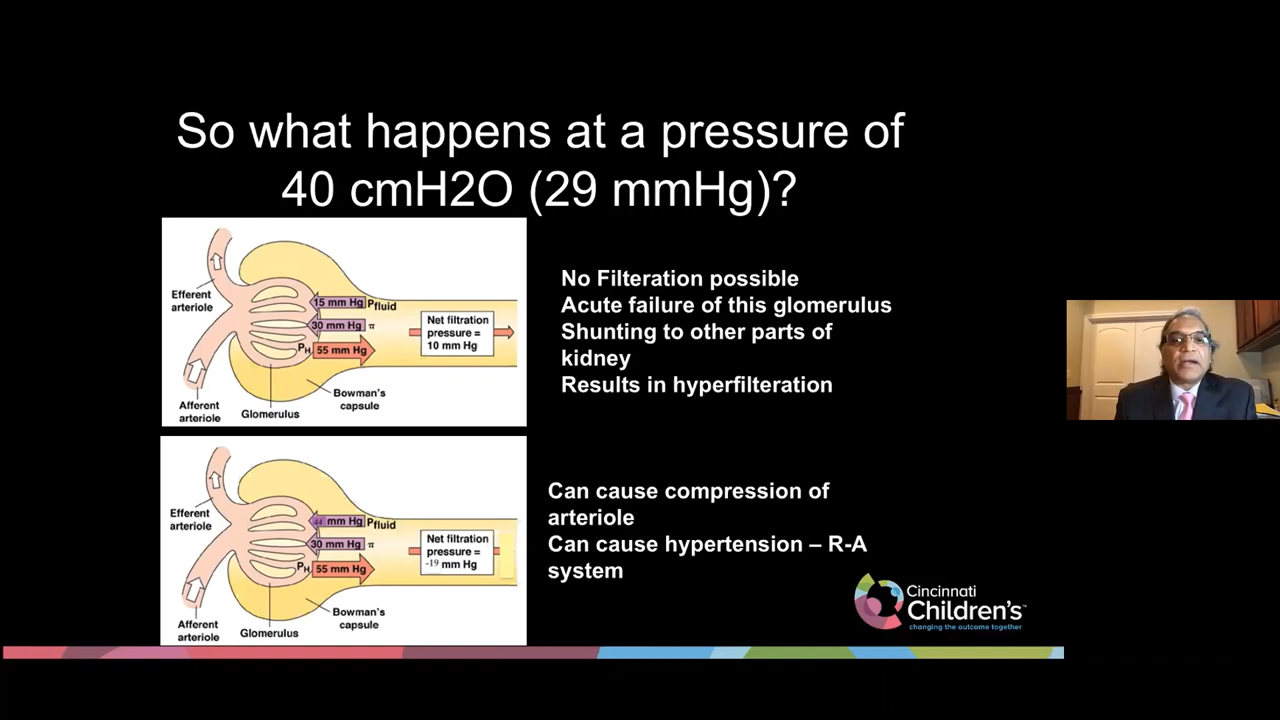 So what happens at a pressure of
40 cmH2O (29 mmHg)?
Efferent
arteriole
15 mm Hg Pfluid
30 mm Hg π
PH 55 mm Hg
Net filtration
pressure =
10 mm Hg
Bowman's
capsule
Afferent
arteriole
Glomerulus
No Filteration possible
Acute failure of this glomerulus
Shunting to other parts of
kidney
Results in hyperfilteration
Efferent
arteriole
44 mm Hg Pfluid
30 mm Hg π
PH 55 mm Hg
Net filtration
pressure =
-19 mm Hg
Bowman's
capsule
Afferent
arteriole
Glomerulus
Can cause compression of
arteriole
Can cause hypertension – R-A
system
Cincinnati
Children's™
changing the outcome together